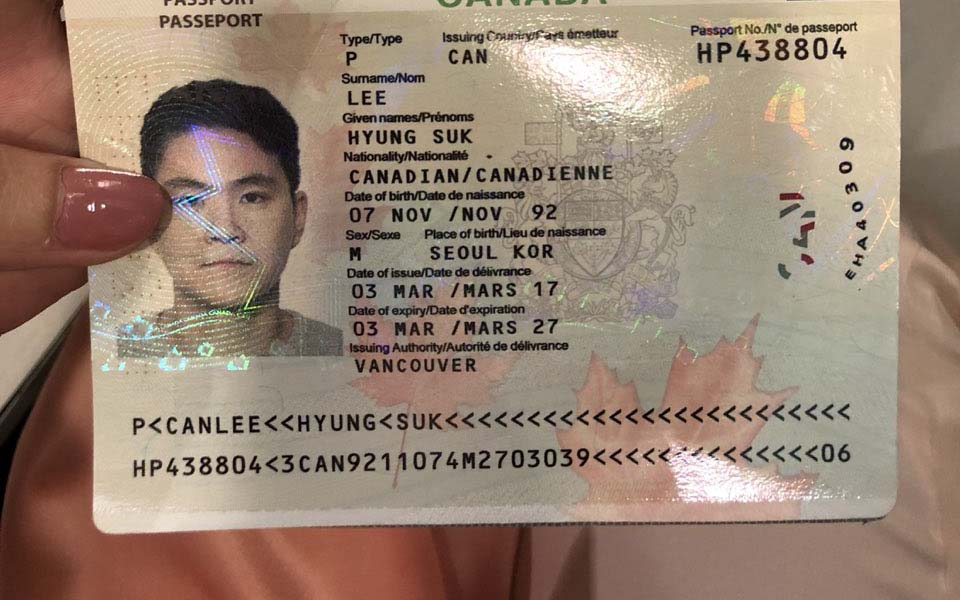 PASSPORT
PASSEPORT
CANADA
Type/Type
Issuing Country/Pays émetteur
Passport No./N° de passeport
P
CAN
HP438804
Surname/Nom
LEE
Given names/Prénoms
HYUNG SUK
Nationality/Nationalité
CANADIAN/CANADIENNE
Date of birth/Date de naissance
07 NOV /NOV 92
Sex/Sexe Place of birth/Lieu de naissance
M SEOUL KOR
Date of issue/Date de délivrance
03 MAR /MARS 17
Date of expiry/Date d'expiration
03 MAR /MARS 27
Issuing Authority/Autorité de délivrance
VANCOUVER
EHA40309
P<CANLEE<<HYUNG<SUK<<<<<<<<<<<<<<<<<<<<<<<<<
HP438804<3CAN9211074M2703039<<<<<<<<<<<<<<06